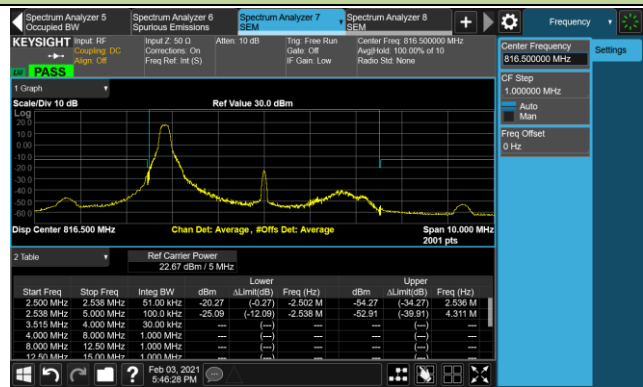 Spectrum Analyzer 5
Occupied BW
Spectrum Analyzer 6
Spurious Emissions
Spectrum Analyzer 7
SEM
Spectrum Analyzer 8
SEM
Frequency
KEYSIGHT
Input: RF
Coupling: DC
Align: Off
Input Z: 50 Ω
Corrections: On
Freq Ref: Int (S)
Atten: 10 dB
Trig: Free Run
Gate: Off
IF Gain: Low
Center Freq: 816.500000 MHz
Avg|Hold: 100.00% of 10
Radio Std: None
PASS
Center Frequency
816.500000 MHz
Settings
CF Step
1.000000 MHz
Auto
Man
Freq Offset
0 Hz
1 Graph
Scale/Div 10 dB
Ref Value 30.0 dBm
Log
20.0
10.0
0.00
-10.0
-20.0
-30.0
-40.0
-50.0
-60.0
Disp Center 816.500 MHz
Chan Det: Average, #Offs Det: Average
Span 10.000 MHz
2001 pts
2 Table
Ref Carrier Power
22.67 dBm / 5 MHz
Lower Upper
Start Freq Stop Freq Integ BW dBm ΔLimit(dB) Freq (Hz) dBm ΔLimit(dB) Freq (Hz)
2.500 MHz 2.538 MHz 51.00 kHz -20.27 (-0.27) -2.502 M -54.27 (-34.27) 2.536 M
2.538 MHz 5.000 MHz 100.0 kHz -25.09 (-12.09) -2.538 M -52.91 (-39.91) 4.311 M
3.515 MHz 4.000 MHz 30.00 kHz --- (---) --- --- (---) ---
4.000 MHz 8.000 MHz 1.000 MHz --- (---) --- --- (---) ---
8.000 MHz 12.50 MHz 1.000 MHz --- (---) --- --- (---) ---
12.50 MHz 15.00 MHz 1.000 MHz --- (---) --- --- (---) ---
Feb 03, 2021
5:46:28 PM